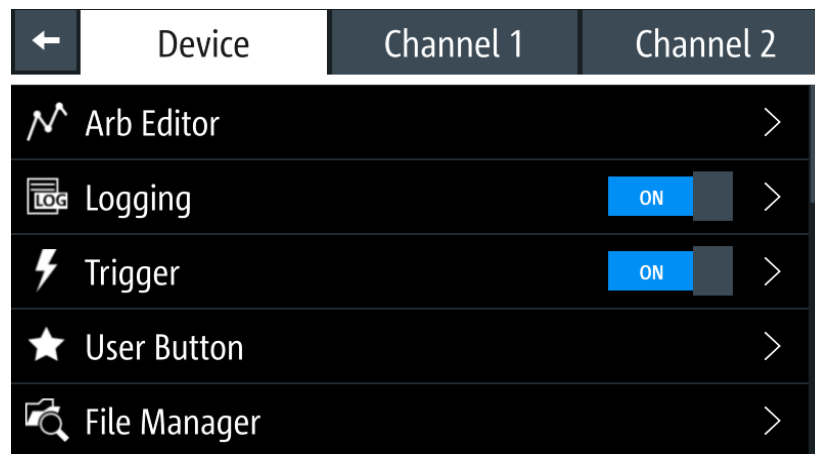 Device Channel 1 Channel 2
Arb Editor
LOG Logging ON
Trigger ON
User Button
File Manager